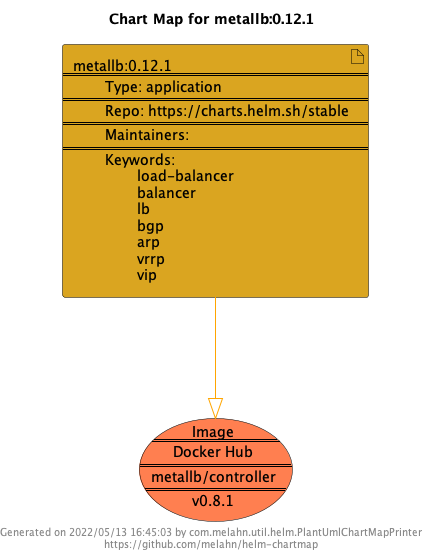 Chart Map for metallb:0.12.1
metallb:0.12.1
Type: application
Repo: https://charts.helm.sh/stable
Maintainers:
Keywords:
load-balancer
balancer
lb
bgp
arp
vrrp
vip
Image
Docker Hub
metallb/controller
v0.8.1
Generated on 2022/05/13 16:45:03 by com.melahn.util.helm.PlantUmlChartMapPrinter
https://github.com/melahn/helm-chartmap